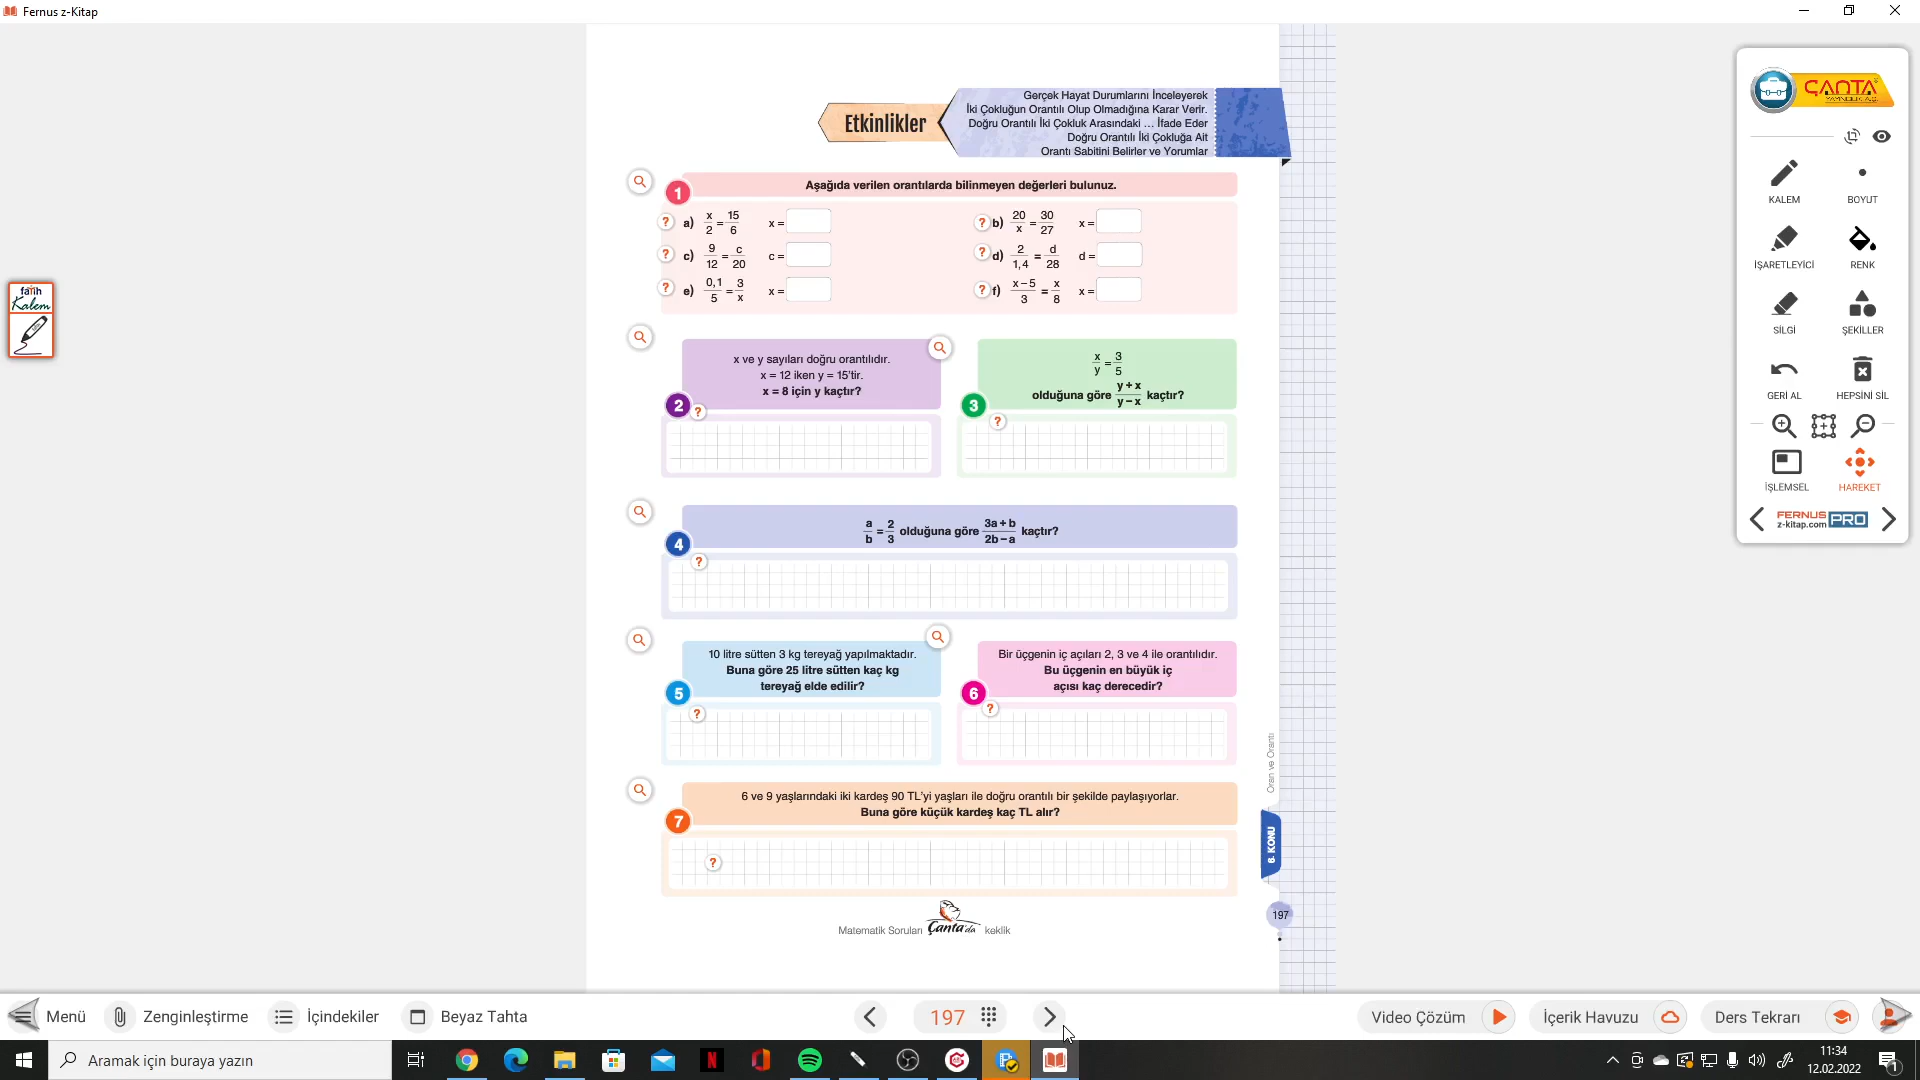 Fernus z-Kitap
Etkinlikler
Gerçek Hayat Durumlarını İnceleyerek
İki Çokluğun Orantılı Olup Olmadığına Karar Verir.
Doğru Orantılı İki Çokluk Arasındaki ... İfade Eder
Doğru Orantılı İki Çokluğa Ait
Orantı Sabitini Belirler ve Yorumlar
1 Aşağıda verilen orantılarda bilinmeyen değerleri bulunuz.
? a) x/2 = 15/6 x =
? b) 20/x = 30/27 x =
? c) 9/12 = c/20 c =
? d) 2/1,4 = d/28 d =
? e) 0,1/5 = 3/x x =
? f) x–5/3 = x/8 x =
x ve y sayıları doğru orantılıdır.
x = 12 iken y = 15'tir.
x = 8 için y kaçtır?
2 ?
x/y = 3/5
olduğuna göre y+x/y–x kaçtır?
3 ?
a/b = 2/3 olduğuna göre 3a+b/2b–a kaçtır?
4 ?
10 litre sütten 3 kg tereyağ yapılmaktadır.
Buna göre 25 litre sütten kaç kg
tereyağ elde edilir?
5 ?
Bir üçgenin iç açıları 2, 3 ve 4 ile orantılıdır.
Bu üçgenin en büyük iç
açısı kaç derecedir?
6 ?
6 ve 9 yaşlarındaki iki kardeş 90 TL'yi yaşları ile doğru orantılı bir şekilde paylaşıyorlar.
Buna göre küçük kardeş kaç TL alır?
7 ?
Oran ve Orantı
6. KONU
197
Matematik Soruları Çanta'da keklik
fatih
Kalem
ÇANTA
YAYINCILIK A.Ş.
KALEM
BOYUT
İŞARETLEYİCİ
RENK
SİLGİ
ŞEKİLLER
GERİ AL
HEPSİNİ SİL
İŞLEMSEL
HAREKET
FERNUS
z-kitap.com PRO
Menü
Zenginleştirme
İçindekiler
Beyaz Tahta
197
Video Çözüm
İçerik Havuzu
Ders Tekrarı
Aramak için buraya yazın
11:34
12.02.2022
1